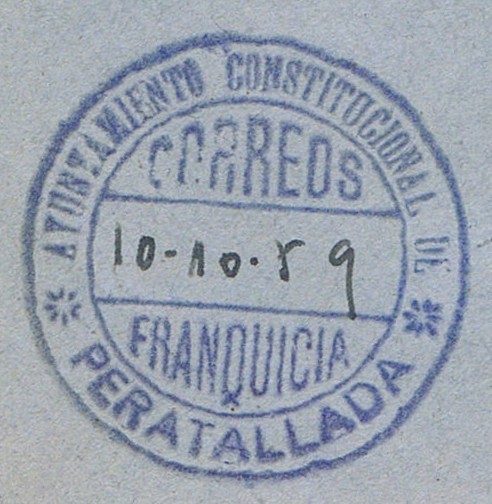 AYUNTAMIENTO CONSTITUCIONAL DE
CORREOS
10-10-59
FRANQUICIA
PERATALLADA